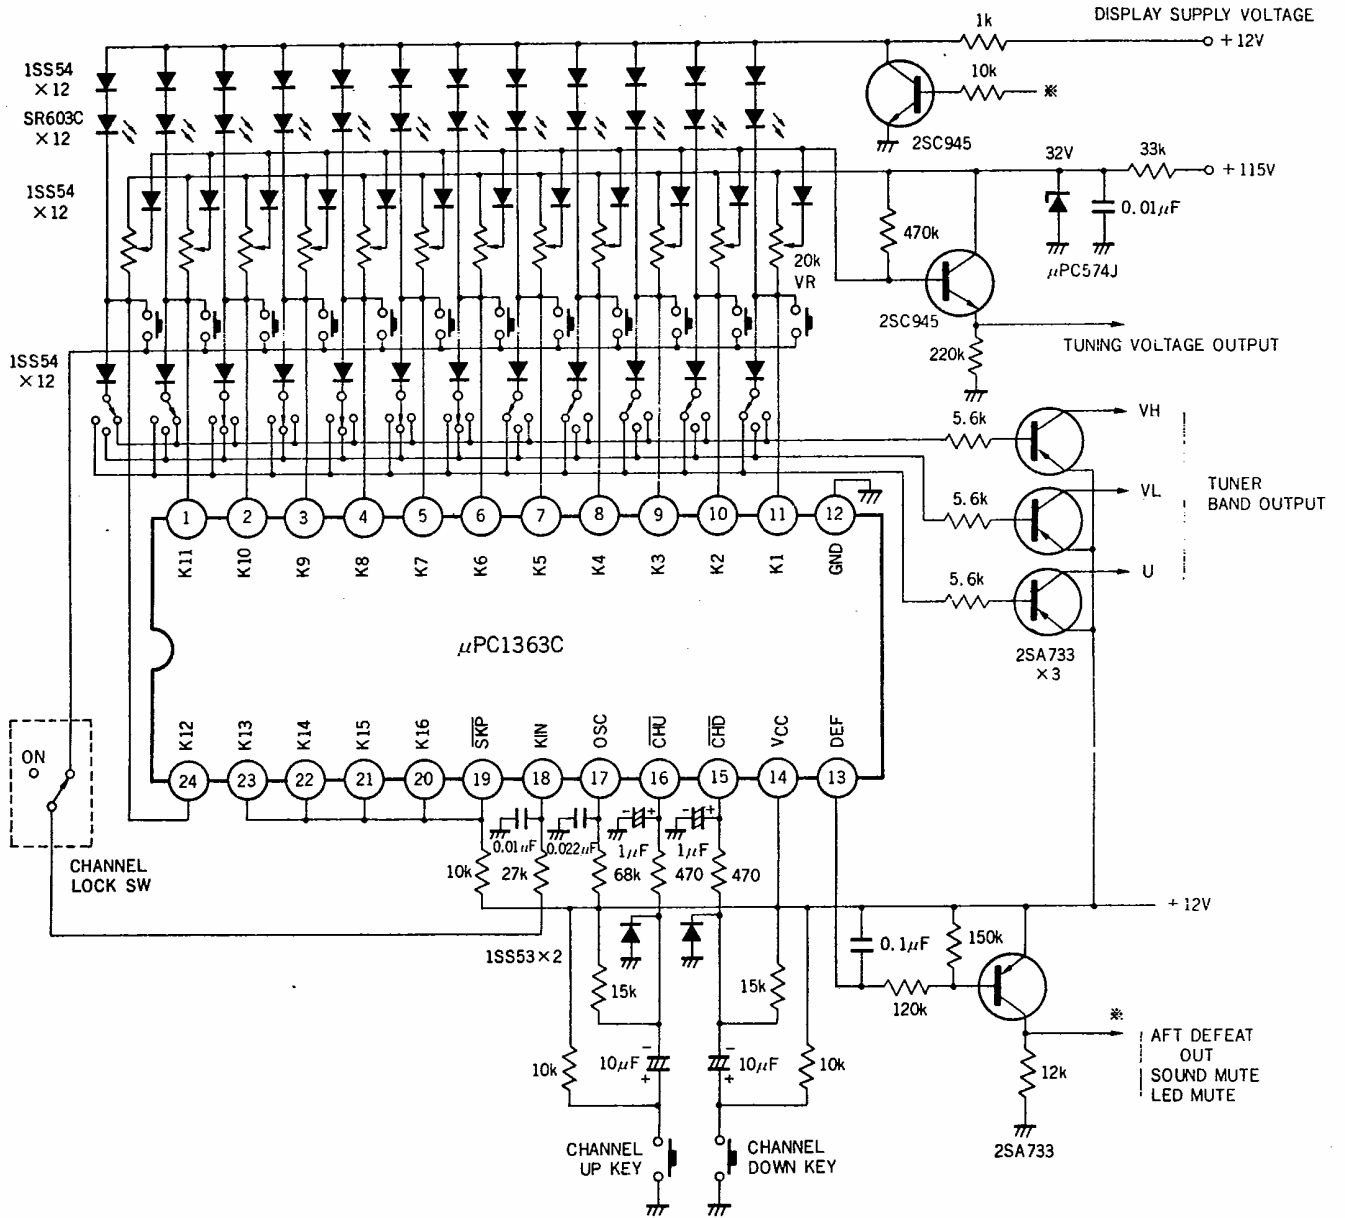 DISPLAY SUPPLY VOLTAGE
1k
+12V
1SS54
×12
10k
※
SR603C
×12
2SC945
32V
33k
+115V
1SS54
×12
0.01μF
470k
20k
VR
μPC574J
2SC945
220k
TUNING VOLTAGE OUTPUT
1SS54
×12
5.6k
VH
5.6k
VL
TUNER
BAND OUTPUT
5.6k
U
2SA733
×3
1 2 3 4 5 6 7 8 9 10 11 12
K11 K10 K9 K8 K7 K6 K5 K4 K3 K2 K1 GND
μPC1363C
K12 K13 K14 K15 K16 SKP KIN OSC CHU CHD VCC DEF
24 23 22 21 20 19 18 17 16 15 14 13
ON
CHANNEL
LOCK SW
- + - +
0.01μF 0.022μF 1μF 1μF
10k 27k 68k 470 470
+12V
1SS53×2
0.1μF
150k
15k
15k
120k
※
AFT DEFEAT
OUT
SOUND MUTE
LED MUTE
- -
10k 10μF 10μF 10k
+ +
12k
2SA733
CHANNEL
UP KEY
CHANNEL
DOWN KEY